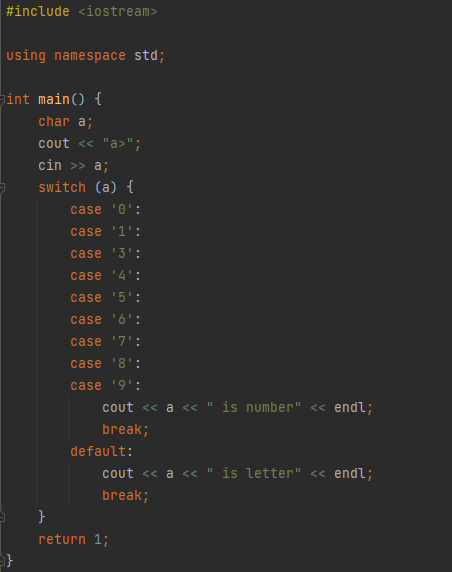 #include <iostream>

using namespace std;

int main() {
    char a;
    cout << "a>";
    cin >> a;
    switch (a) {
        case '0':
        case '1':
        case '3':
        case '4':
        case '5':
        case '6':
        case '7':
        case '8':
        case '9':
            cout << a << " is number" << endl;
            break;
        default:
            cout << a << " is letter" << endl;
            break;
    }
    return 1;
}